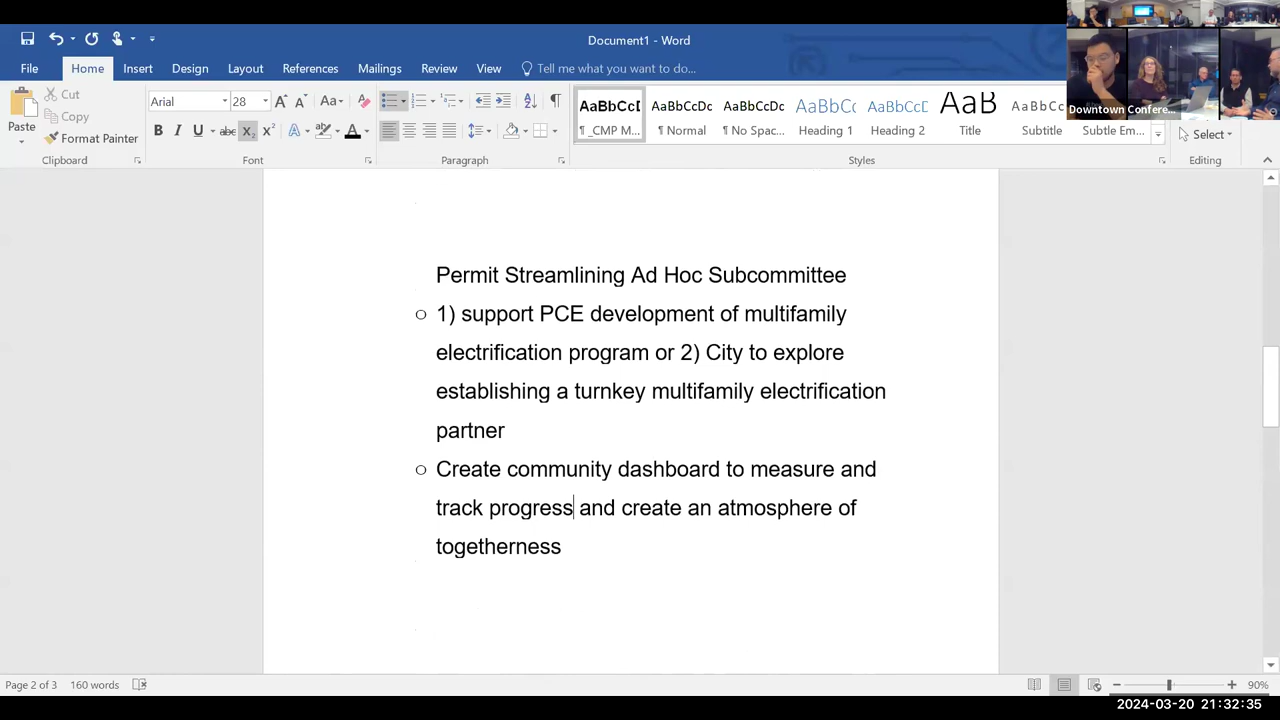 Document1 - Word
File Home Insert Design Layout References Mailings Review View Tell me what you want to do...
Cut
Copy
Format Painter
Paste
Clipboard
Arial 28
Font
Paragraph
AaBbCcI AaBbCcDc AaBbCcDc AaBbCc AaBbCcD AaB AaBbCcD
¶ _CMP M... ¶ Normal ¶ No Spac... Heading 1 Heading 2 Title Subtitle Subtle Em...
Styles
Downtown Confere...
Select
Editing
Permit Streamlining Ad Hoc Subcommittee
1) support PCE development of multifamily
electrification program or 2) City to explore
establishing a turnkey multifamily electrification
partner
Create community dashboard to measure and
track progress and create an atmosphere of
togetherness
Page 2 of 3 160 words
90%
2024-03-20 21:32:35